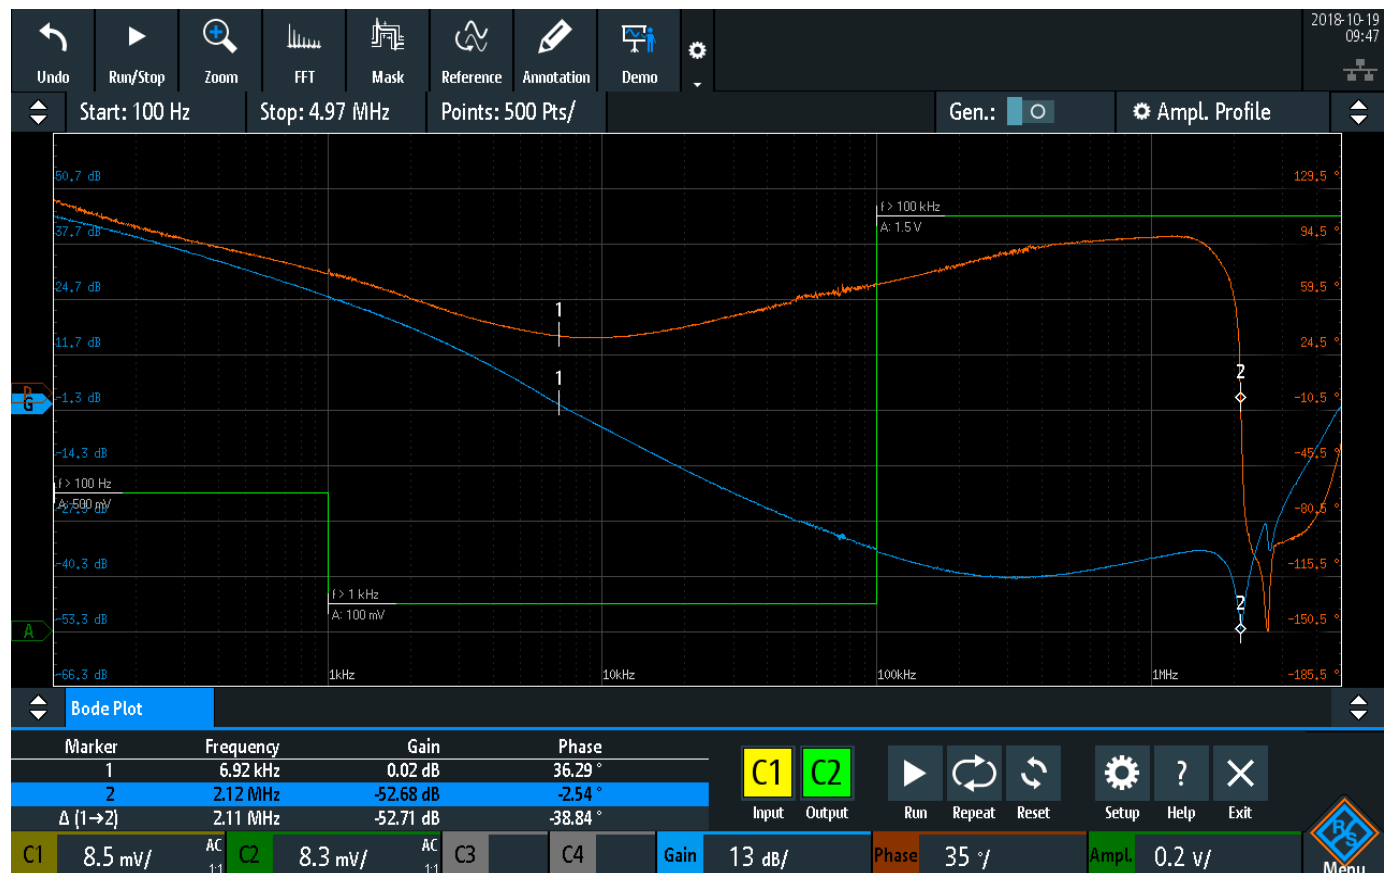 2018-10-19
09:47
Undo Run/Stop Zoom FFT Mask Reference Annotation Demo
Start: 100 Hz Stop: 4.97 MHz Points: 500 Pts/ Gen.: Ampl. Profile
50.7 dB 129.5 °
f > 100 kHz
A: 1.5 V
37.7 dB 94.5 °
24.7 dB 59.5 °
1
11.7 dB 24.5 °
1 2
G -1.3 dB -10.5 °
-14.3 dB -45.5 °
f > 100 Hz
A: 500 mV
-27.3 dB -80.5 °
-40.3 dB -115.5 °
f > 1 kHz
A: 100 mV
2
A -53.3 dB -150.5 °
-66.3 dB 1kHz 10kHz 100kHz 1MHz -185.5 °
Bode Plot
Marker Frequency Gain Phase
1 6.92 kHz 0.02 dB 36.29 °
2 2.12 MHz -52.68 dB -2.54 °
Δ (1→2) 2.11 MHz -52.71 dB -38.84 °
C1 C2
Input Output Run Repeat Reset Setup Help Exit
C1 8.5 mV/ AC 1:1 C2 8.3 mV/ AC 1:1 C3 C4 Gain 13 dB/ Phase 35 °/ Ampl. 0.2 V/ R&S Menu